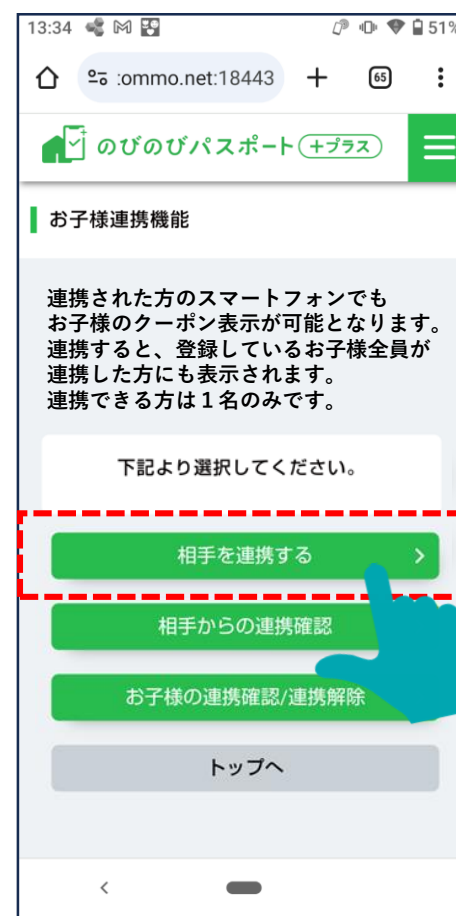 13:34 51%
:ommo.net:18443 65
のびのびパスポート +プラス
お子様連携機能
連携された方のスマートフォンでも
お子様のクーポン表示が可能となります。
連携すると、登録しているお子様全員が
連携した方にも表示されます。
連携できる方は１名のみです。
下記より選択してください。
相手を連携する
相手からの連携確認
お子様の連携確認/連携解除
トップへ